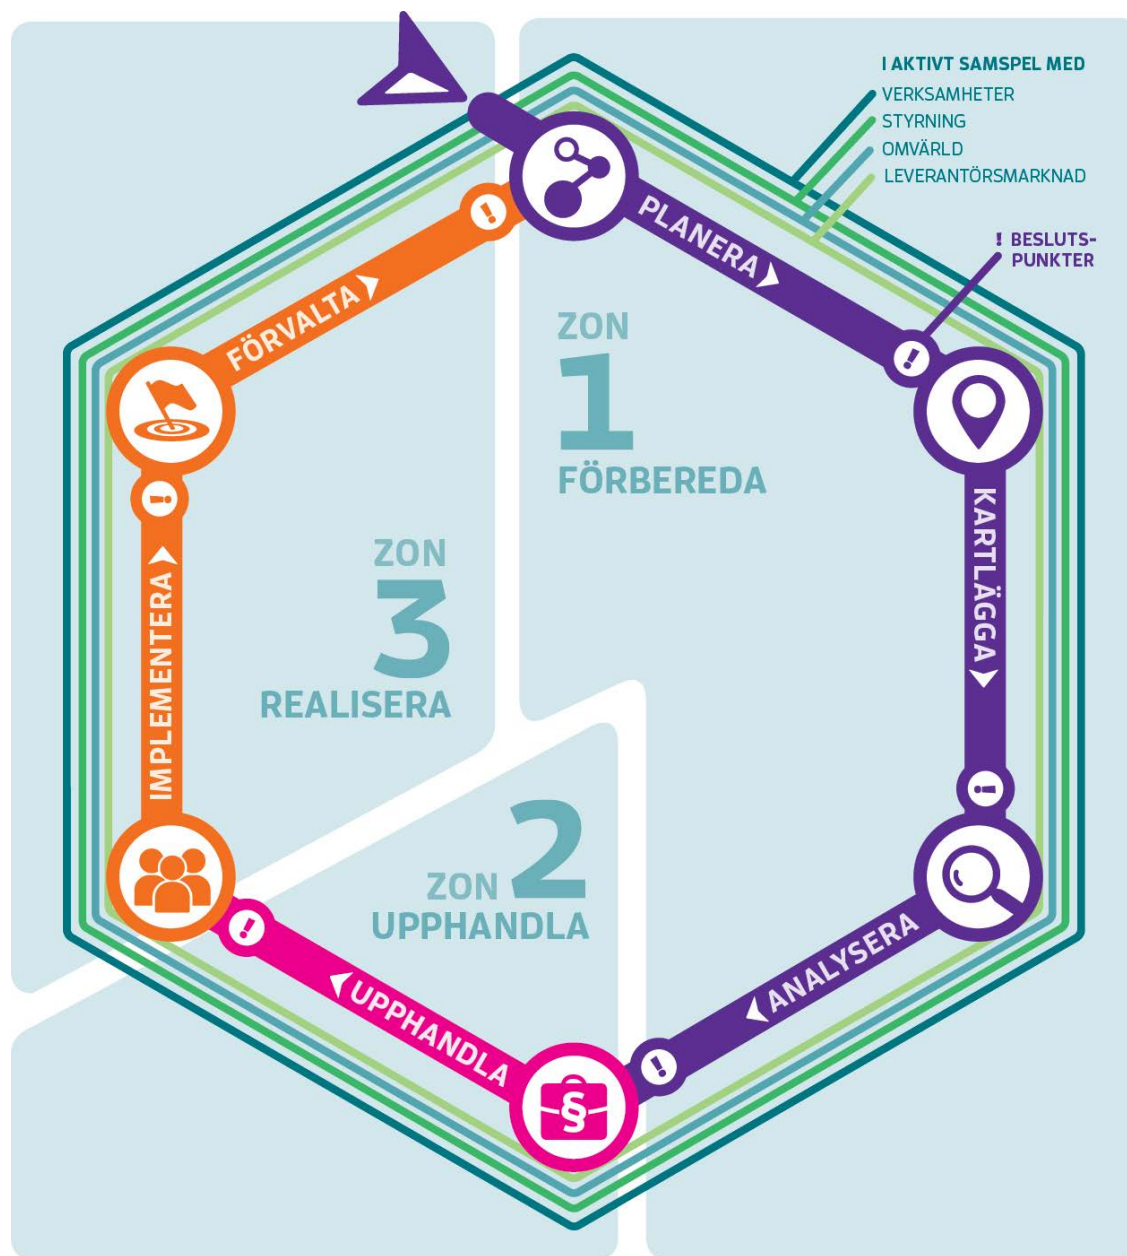 I AKTIVT SAMSPEL MED
VERKSAMHETER
STYRNING
OMVÄRLD
LEVERANTÖRSMARKNAD
! BESLUTS-
PUNKTER
PLANERA
!
KARTLÄGGA
!
ANALYSERA
!
§
UPPHANDLA
!
IMPLEMENTERA
!
FÖRVALTA
!
ZON
1
FÖRBEREDA
ZON 2
UPPHANDLA
ZON
3
REALISERA